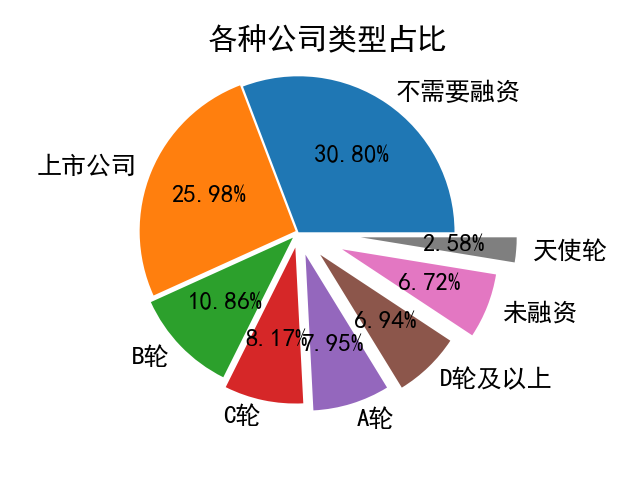 各种公司类型占比
不需要融资
30.80%
上市公司
25.98%
B轮
10.86%
C轮
8.17%
A轮
7.95%
D轮及以上
6.94%
未融资
6.72%
天使轮
2.58%